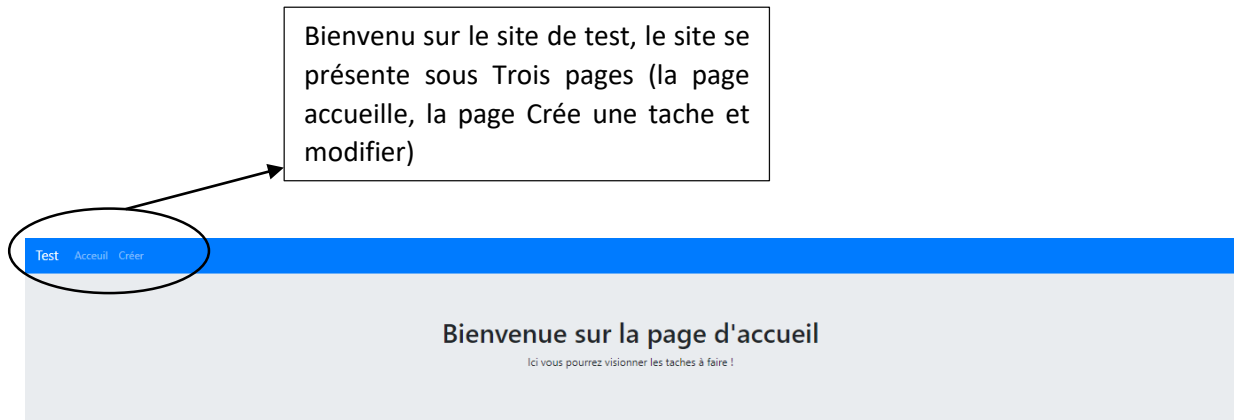 Bienvenu sur le site de test, le site se
présente sous Trois pages (la page
accueille, la page Crée une tache et
modifier)
Test Acceuil Créer
Bienvenue sur la page d'accueil
Ici vous pourrez visionner les taches à faire !